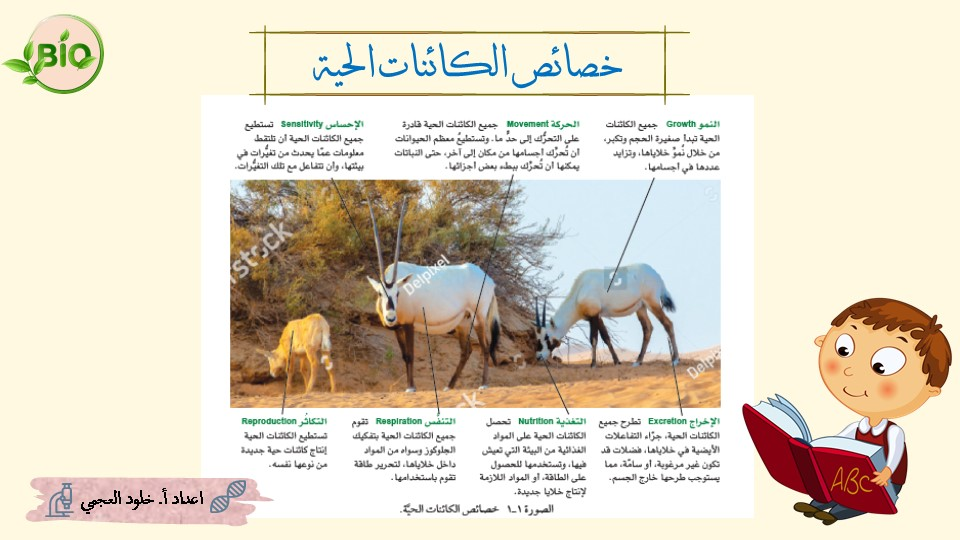 BIO
خصائص الكائنات الحية
النمو Growth جميع الكائنات
الحية تبدأ صغيرة الحجم وتكبر،
من خلال نُموِّ خلاياها، وتزايد
عددها في أجسامها.
الحركة Movement جميع الكائنات الحية قادرة
على التحرُّك إلى حدٍّ ما. وتستطيعُ معظم الحيوانات
أن تُحرِّك أجسامها من مكان إلى آخر، حتى النباتات
يمكنها أن تُحرِّك ببطء بعض أجزائها.
الإحساس Sensitivity تستطيع
جميع الكائنات الحية أن تلتقط
معلومات عمّا يحدث من تغيُّرات في
بيئتها، وأن تتفاعل مع تلك التغيُّرات.
Delpixel
الإخراج Excretion تطرح جميع
الكائنات الحية، جرّاء التفاعلات
الأيضية في خلاياها، فضلات قد
تكون غير مرغوبة، أو سامّة، مما
يستوجب طرحها خارج الجسم.
التغذية Nutrition تحصل
الكائنات الحية على المواد
الغذائية من البيئة التي تعيش
فيها، وتستخدمها للحصول
على الطاقة، أو المواد اللازمة
لإنتاج خلايا جديدة.
التنفُّس Respiration تقوم
جميع الكائنات الحية بتفكيك
الجلوكوز وسواه من المواد
داخل خلاياها، لتحرير طاقة
تقوم باستخدامها.
التكاثُر Reproduction
تستطيع الكائنات الحية
إنتاج كائنات حية جديدة
من نوعها نفسه.
الصورة ١-١ خصائص الكائنات الحيّة.
اعداد أ. خلود العجمي
ABC